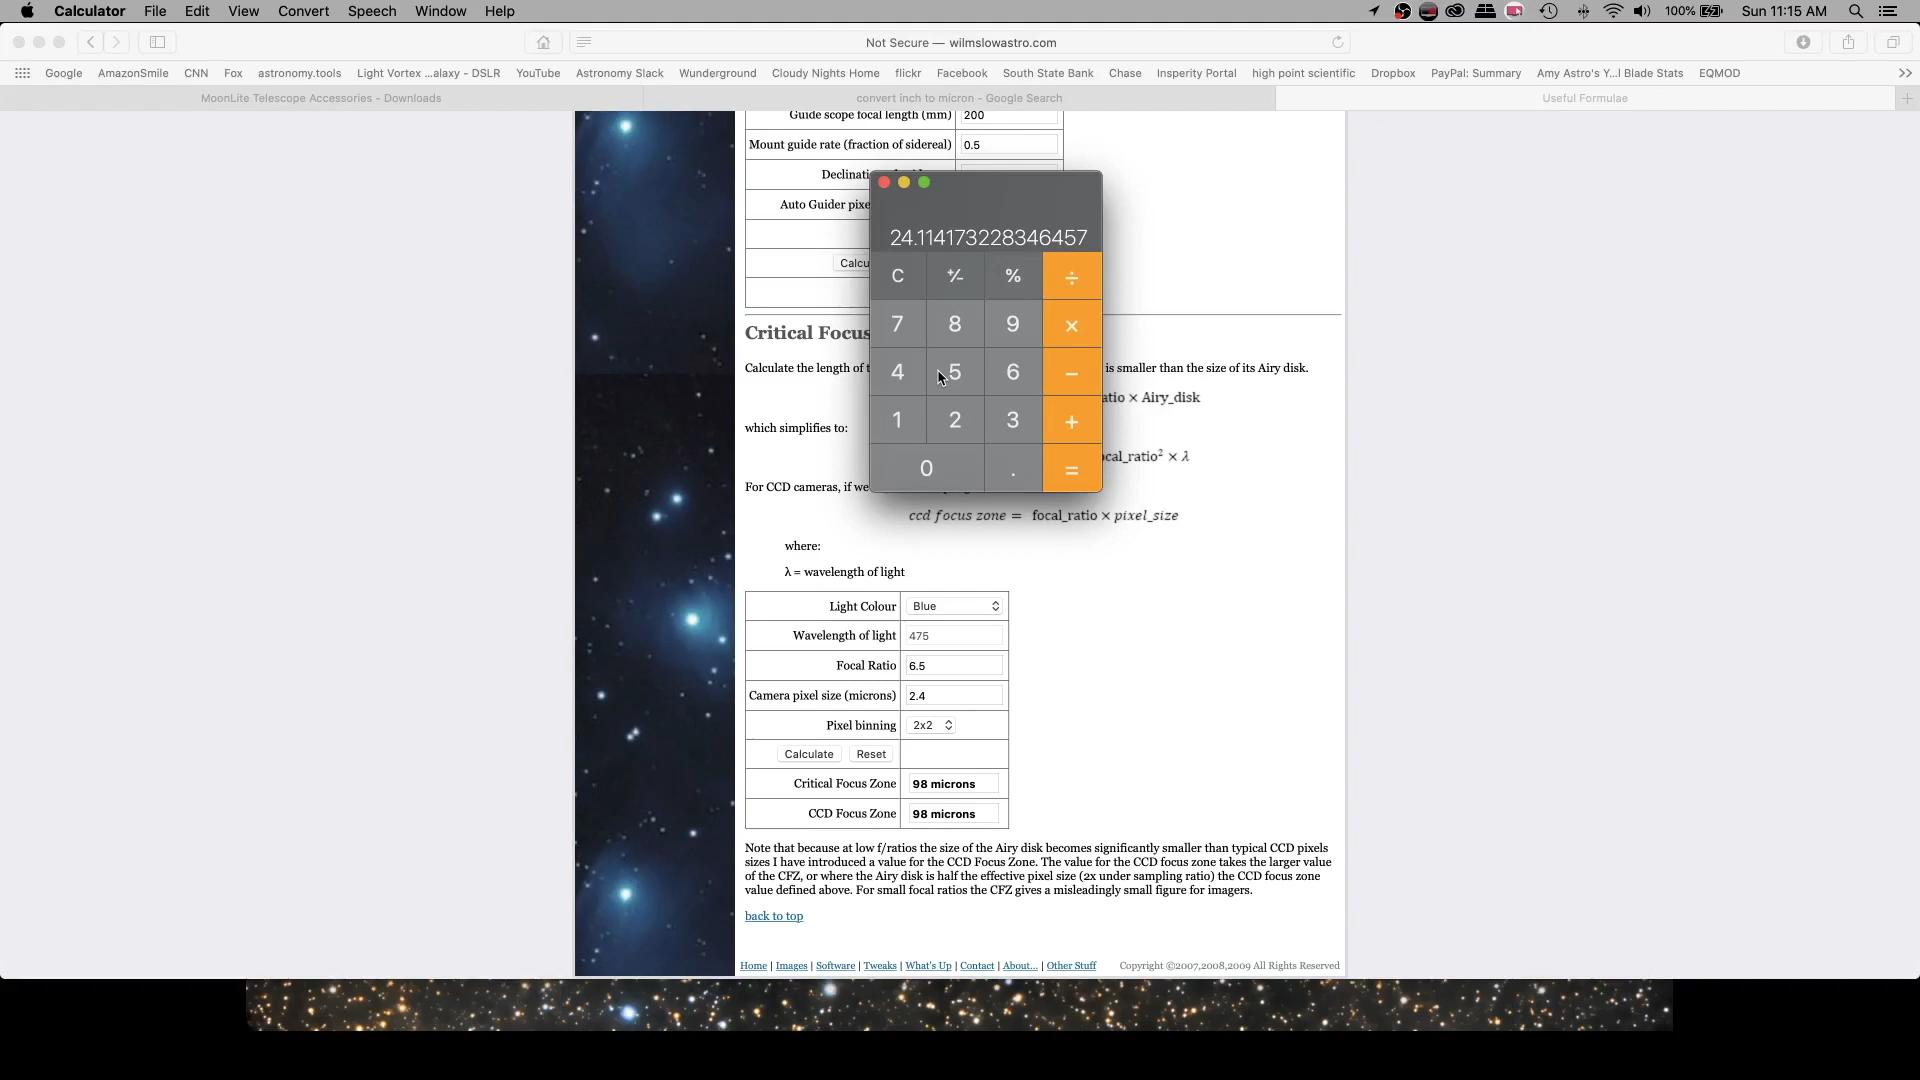 Calculator File Edit View Convert Speech Window Help 100% Sun 11:15 AM
Not Secure — wilmslowastro.com
Google AmazonSmile CNN Fox astronomy.tools Light Vortex ...alaxy - DSLR YouTube Astronomy Slack Wunderground Cloudy Nights Home flickr Facebook South State Bank Chase Insperity Portal high point scientific Dropbox PayPal: Summary Amy Astro's Y...l Blade Stats EQMOD
MoonLite Telescope Accessories - Downloads convert inch to micron - Google Search Useful Formulae
Guide scope focal length (mm) 200
Mount guide rate (fraction of sidereal) 0.5
Auto Guider pixe
24.114173228346457
Calcu
C +∕- % ÷
7 8 9 ×
Critical Focus
Calculate the length of is smaller than the size of its Airy disk.
4 5 6 −
atio × Airy_disk
1 2 3 +
which simplifies to:
ocal_ratio² × λ
0 . =
For CCD cameras, if we
ccd focus zone = focal_ratio × pixel_size
where:
λ = wavelength of light
Light Colour Blue
Wavelength of light 475
Focal Ratio 6.5
Camera pixel size (microns) 2.4
Pixel binning 2x2
Calculate Reset
Critical Focus Zone 98 microns
CCD Focus Zone 98 microns
Note that because at low f/ratios the size of the Airy disk becomes significantly smaller than typical CCD pixels
sizes I have introduced a value for the CCD Focus Zone. The value for the CCD focus zone takes the larger value
of the CFZ, or where the Airy disk is half the effective pixel size (2x under sampling ratio) the CCD focus zone
value defined above. For small focal ratios the CFZ gives a misleadingly small figure for imagers.
back to top
Home | Images | Software | Tweaks | What's Up | Contact | About... | Other Stuff Copyright ©2007,2008,2009 All Rights Reserved